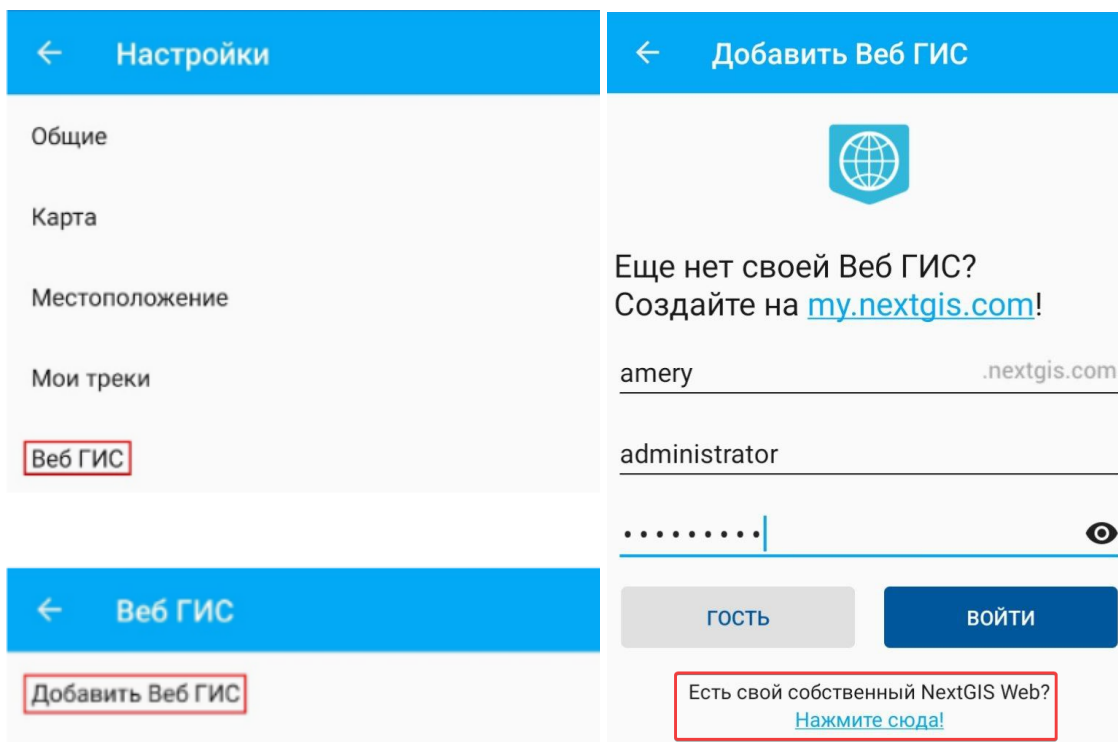 Настройки
Общие
Карта
Местоположение
Мои треки
Веб ГИС
Веб ГИС
Добавить Веб ГИС
Добавить Веб ГИС
Еще нет своей Веб ГИС?
Создайте на my.nextgis.com!
amery .nextgis.com
administrator
•••••••••
ГОСТЬ ВОЙТИ
Есть свой собственный NextGIS Web?
Нажмите сюда!